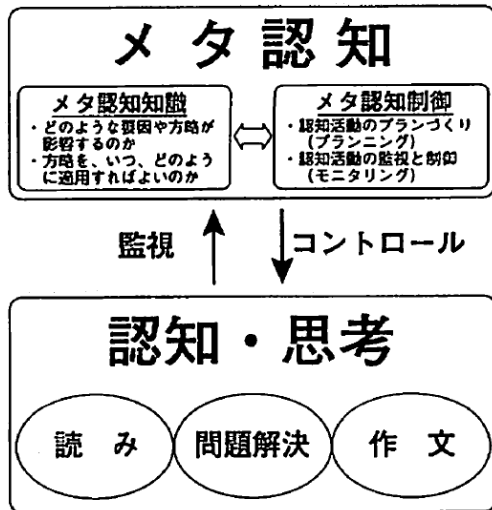 メタ認知
メタ認知知識
・どのような要因や方略が
影響するのか
・方略を、いつ、どのよう
に適用すればよいのか
メタ認知制御
・認知活動のプランづくり
(プランニング)
・認知活動の監視と制御
(モニタリング)
監視
コントロール
認知・思考
読み
問題解決
作文